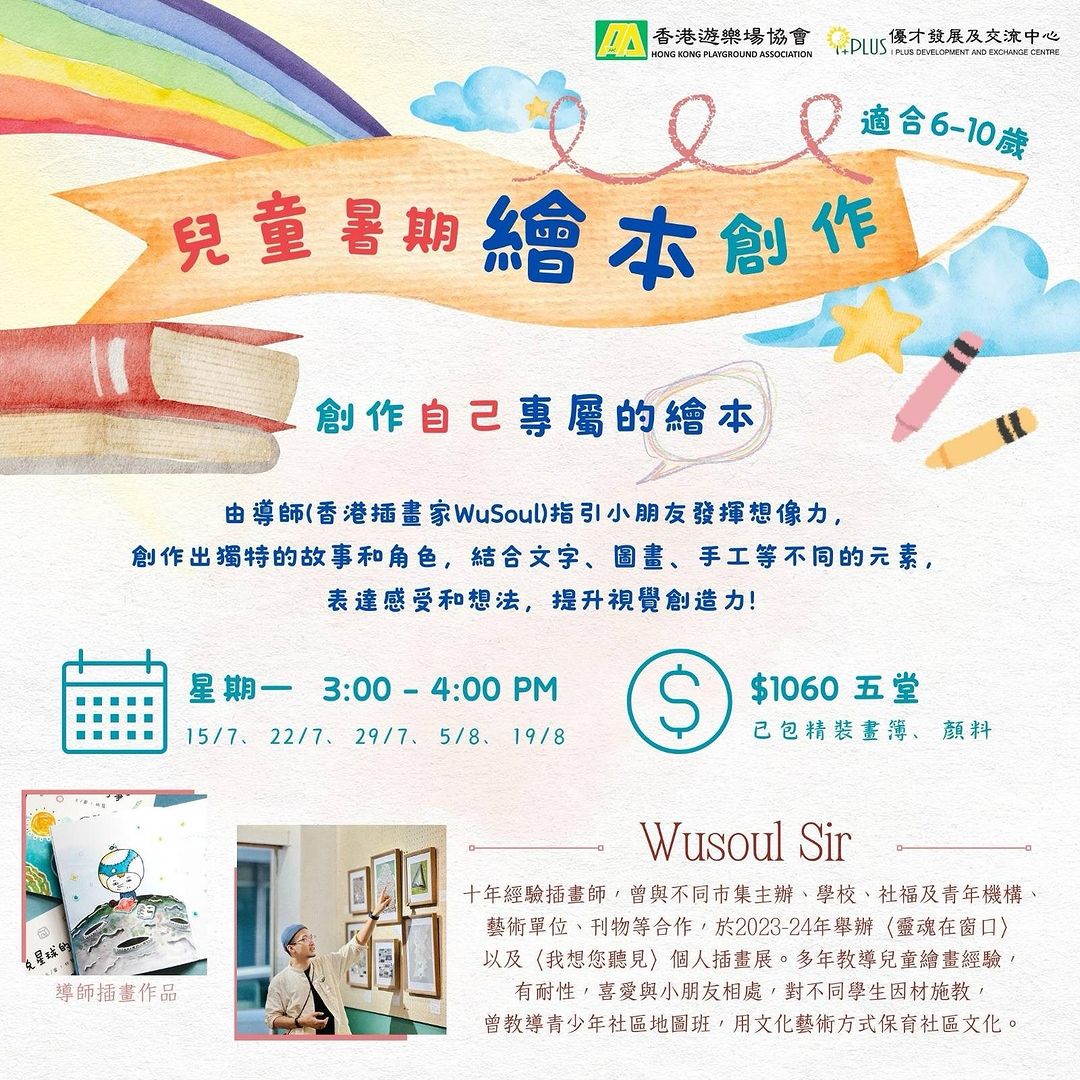 香港遊樂場協會
HONG KONG PLAYGROUND ASSOCIATION
i+PLUS
優才發展及交流中心
I PLUS DEVELOPMENT AND EXCHANGE CENTRE
適合6-10歲
兒童暑期繪本創作
創作自己專屬的繪本
由導師(香港插畫家WuSoul)指引小朋友發揮想像力，
創作出獨特的故事和角色，結合文字、圖畫、手工等不同的元素，
表達感受和想法，提升視覺創造力!
星期一 3:00 - 4:00 PM
15/7、 22/7、 29/7、 5/8、 19/8
$1060 五堂
已包精裝畫簿、顏料
星球的
導師插畫作品
Wusoul Sir
十年經驗插畫師，曾與不同市集主辦、學校、社福及青年機構、
藝術單位、刊物等合作，於2023-24年舉辦〈靈魂在窗口〉
以及〈我想您聽見〉個人插畫展。多年教導兒童繪畫經驗，
有耐性，喜愛與小朋友相處，對不同學生因材施教，
曾教導青少年社區地圖班，用文化藝術方式保育社區文化。